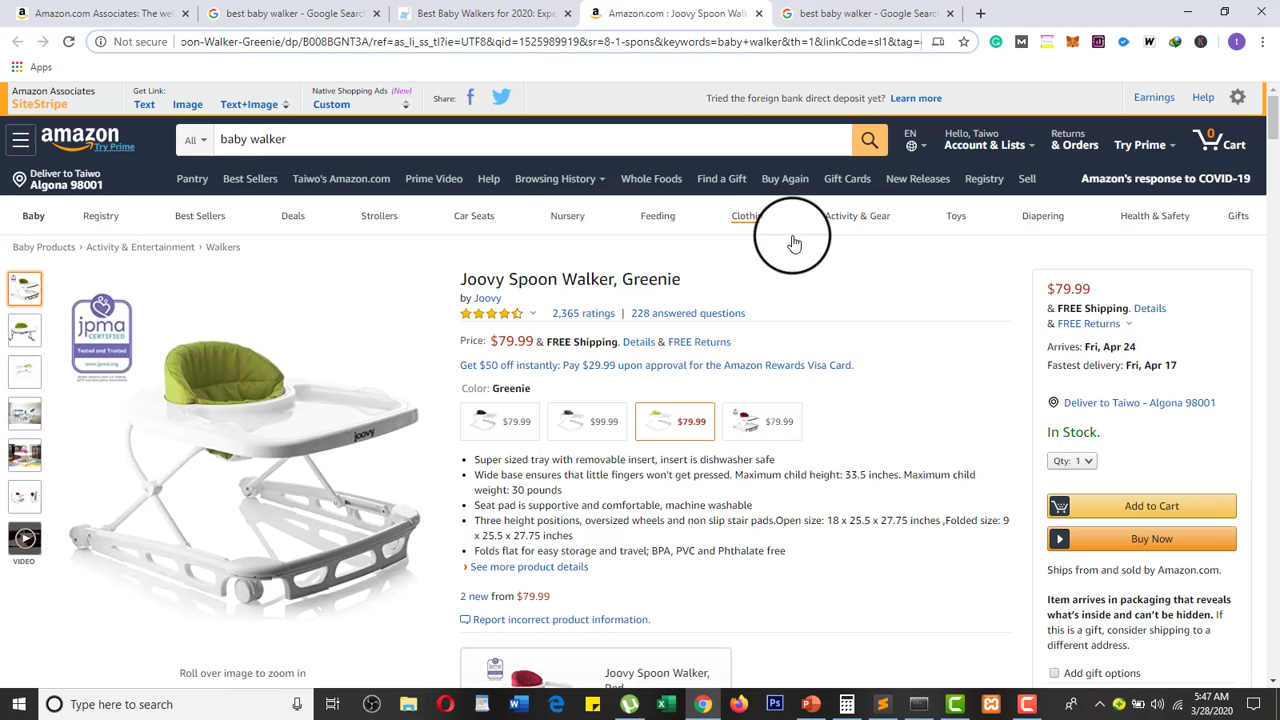 Amazon.com Associates: The wel
best baby walker - Google Searc
Best Baby Walkers for 2020: Expe
Amazon.com : Joovy Spoon Walk
best baby walker - Google Searc
Not secure
pon-Walker-Greenie/dp/B008BGNT3A/ref=as_li_ss_tl?ie=UTF8&qid=1525989919&sr=8-1-spons&keywords=baby+walker&th=1&linkCode=sl1&tag=
Apps
Amazon Associates
SiteStripe
Get Link:
Text Image Text+Image
Native Shopping Ads (New)
Custom
Share:
Tried the foreign bank direct deposit yet? Learn more
Earnings Help
amazon
Try Prime
All
baby walker
EN
Hello, Taiwo
Account & Lists
Returns
& Orders
Try Prime
0
Cart
Deliver to Taiwo
Algona 98001
Pantry Best Sellers Taiwo's Amazon.com Prime Video Help Browsing History Whole Foods Find a Gift Buy Again Gift Cards New Releases Registry Sell
Amazon's response to COVID-19
Baby Registry Best Sellers Deals Strollers Car Seats Nursery Feeding Clothi Activity & Gear Toys Diapering Health & Safety Gifts
Baby Products › Activity & Entertainment › Walkers
jpma
CERTIFIED
Tested and Trusted
www.jpma.org
joovy
VIDEO
Roll over image to zoom in
Joovy Spoon Walker, Greenie
by Joovy
2,365 ratings | 228 answered questions
Price: $79.99 & FREE Shipping. Details & FREE Returns
Get $50 off instantly: Pay $29.99 upon approval for the Amazon Rewards Visa Card.
Color: Greenie
$79.99 $99.99 $79.99 $79.99
• Super sized tray with removable insert, insert is dishwasher safe
• Wide base ensures that little fingers won't get pressed. Maximum child height: 33.5 inches. Maximum child
weight: 30 pounds
• Seat pad is supportive and comfortable, machine washable
• Three height positions, oversized wheels and non slip stair pads.Open size: 18 x 25.5 x 27.75 inches ,Folded size: 9
x 25.5 x 27.75 inches
• Folds flat for easy storage and travel; BPA, PVC and Phthalate free
› See more product details
2 new from $79.99
Report incorrect product information.
Joovy Spoon Walker,
$79.99
& FREE Shipping. Details
& FREE Returns
Arrives: Fri, Apr 24
Fastest delivery: Fri, Apr 17
Deliver to Taiwo - Algona 98001
In Stock.
Qty: 1
Add to Cart
Buy Now
Ships from and sold by Amazon.com.
Item arrives in packaging that reveals
what's inside and can't be hidden. If
this is a gift, consider shipping to a
different address.
Add gift options
Type here to search
5:47 AM
3/28/2020